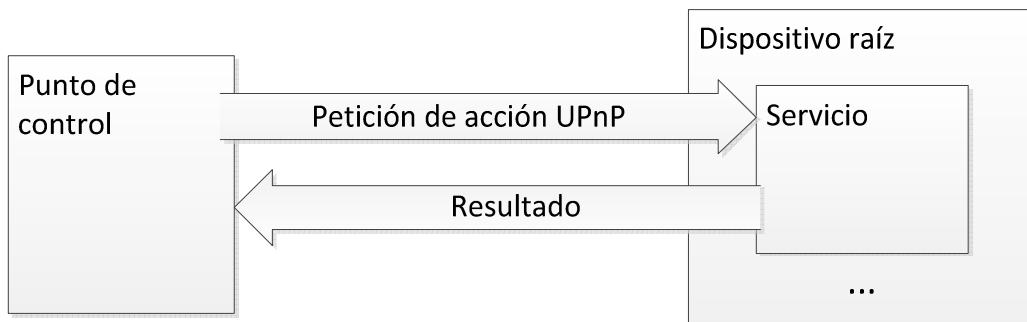 Dispositivo raíz
Punto de
control
Petición de acción UPnP
Servicio
Resultado
...